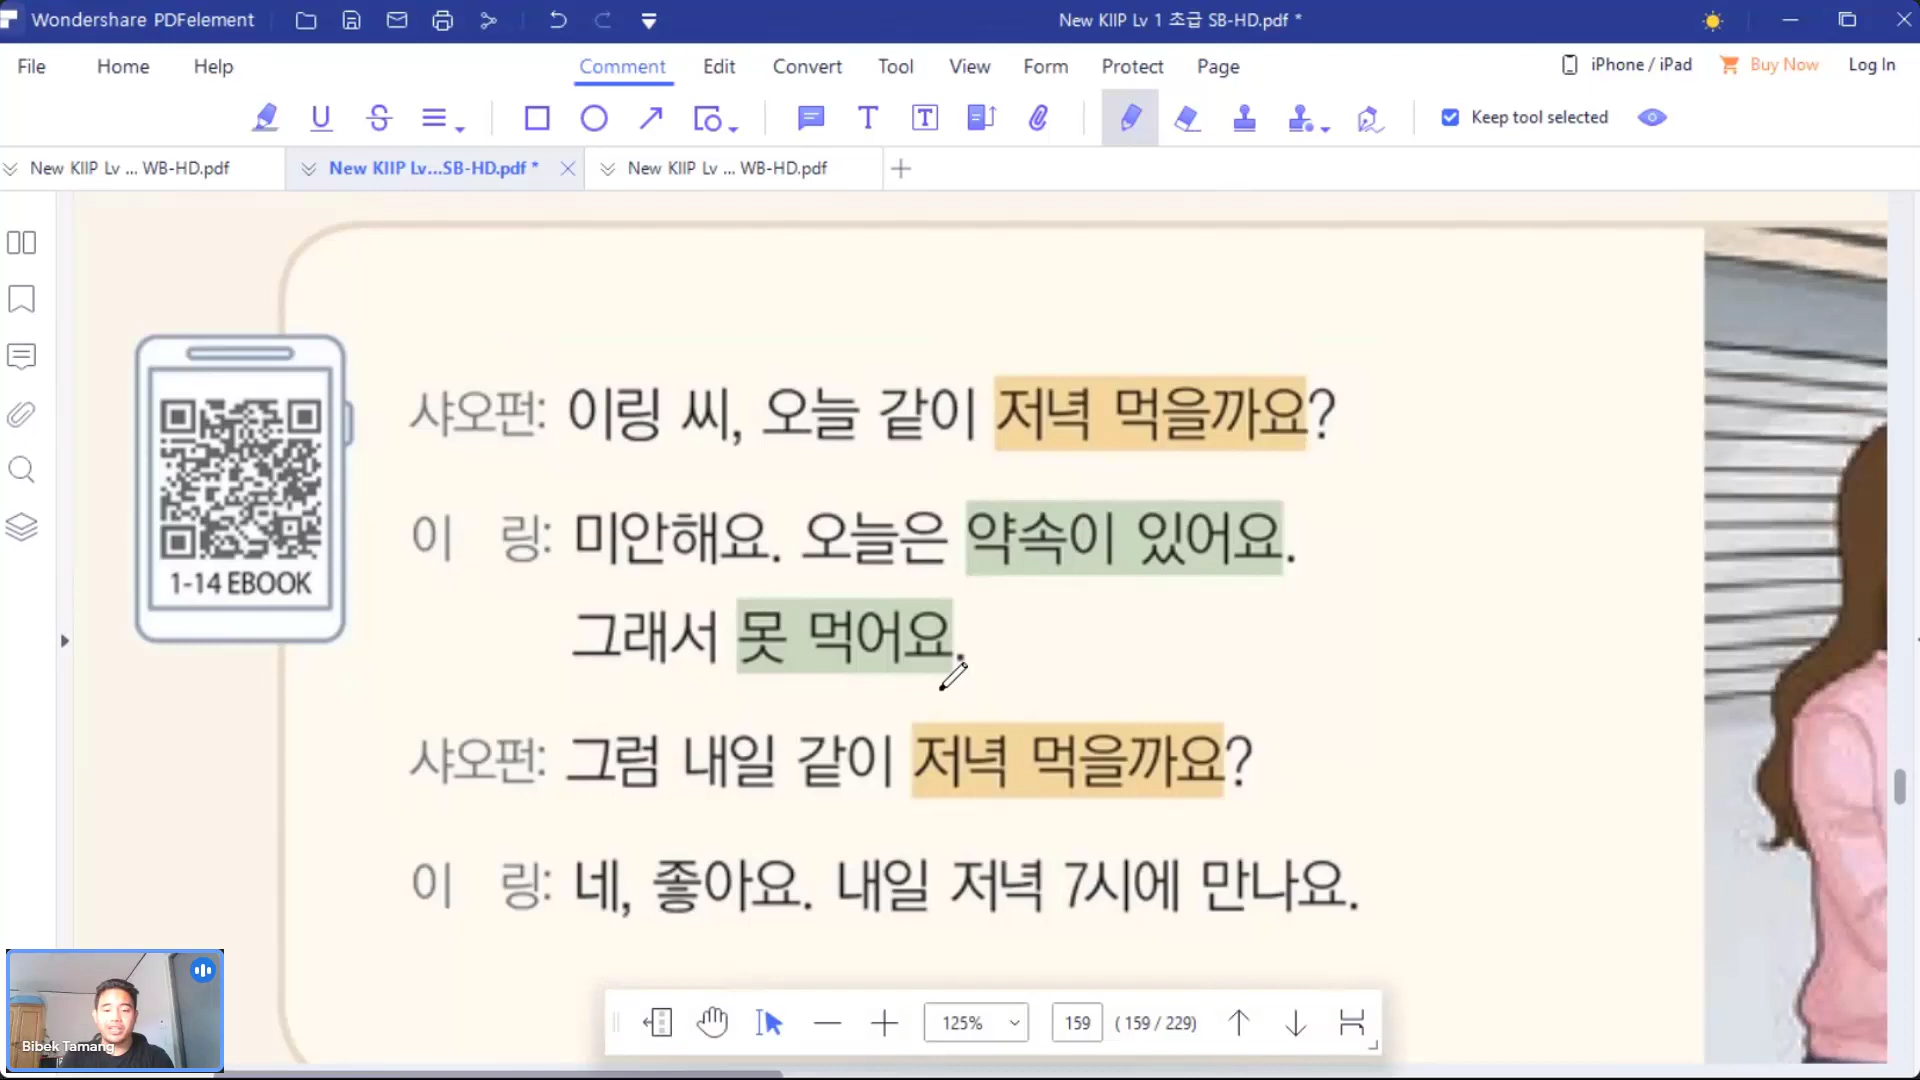 Wondershare PDFelement
New KIIP Lv 1 초급 SB-HD.pdf *
File Home Help Comment Edit Convert Tool View Form Protect Page iPhone / iPad Buy Now Log In
Keep tool selected
New KIIP Lv ... WB-HD.pdf New KIIP Lv...SB-HD.pdf * New KIIP Lv ... WB-HD.pdf
샤오펀: 이링 씨, 오늘 같이 저녁 먹을까요?
이 링: 미안해요. 오늘은 약속이 있어요.
그래서 못 먹어요.
샤오펀: 그럼 내일 같이 저녁 먹을까요?
이 링: 네, 좋아요. 내일 저녁 7시에 만나요.
1-14 EBOOK
Bibek Tamang
125% 159 ( 159 / 229)